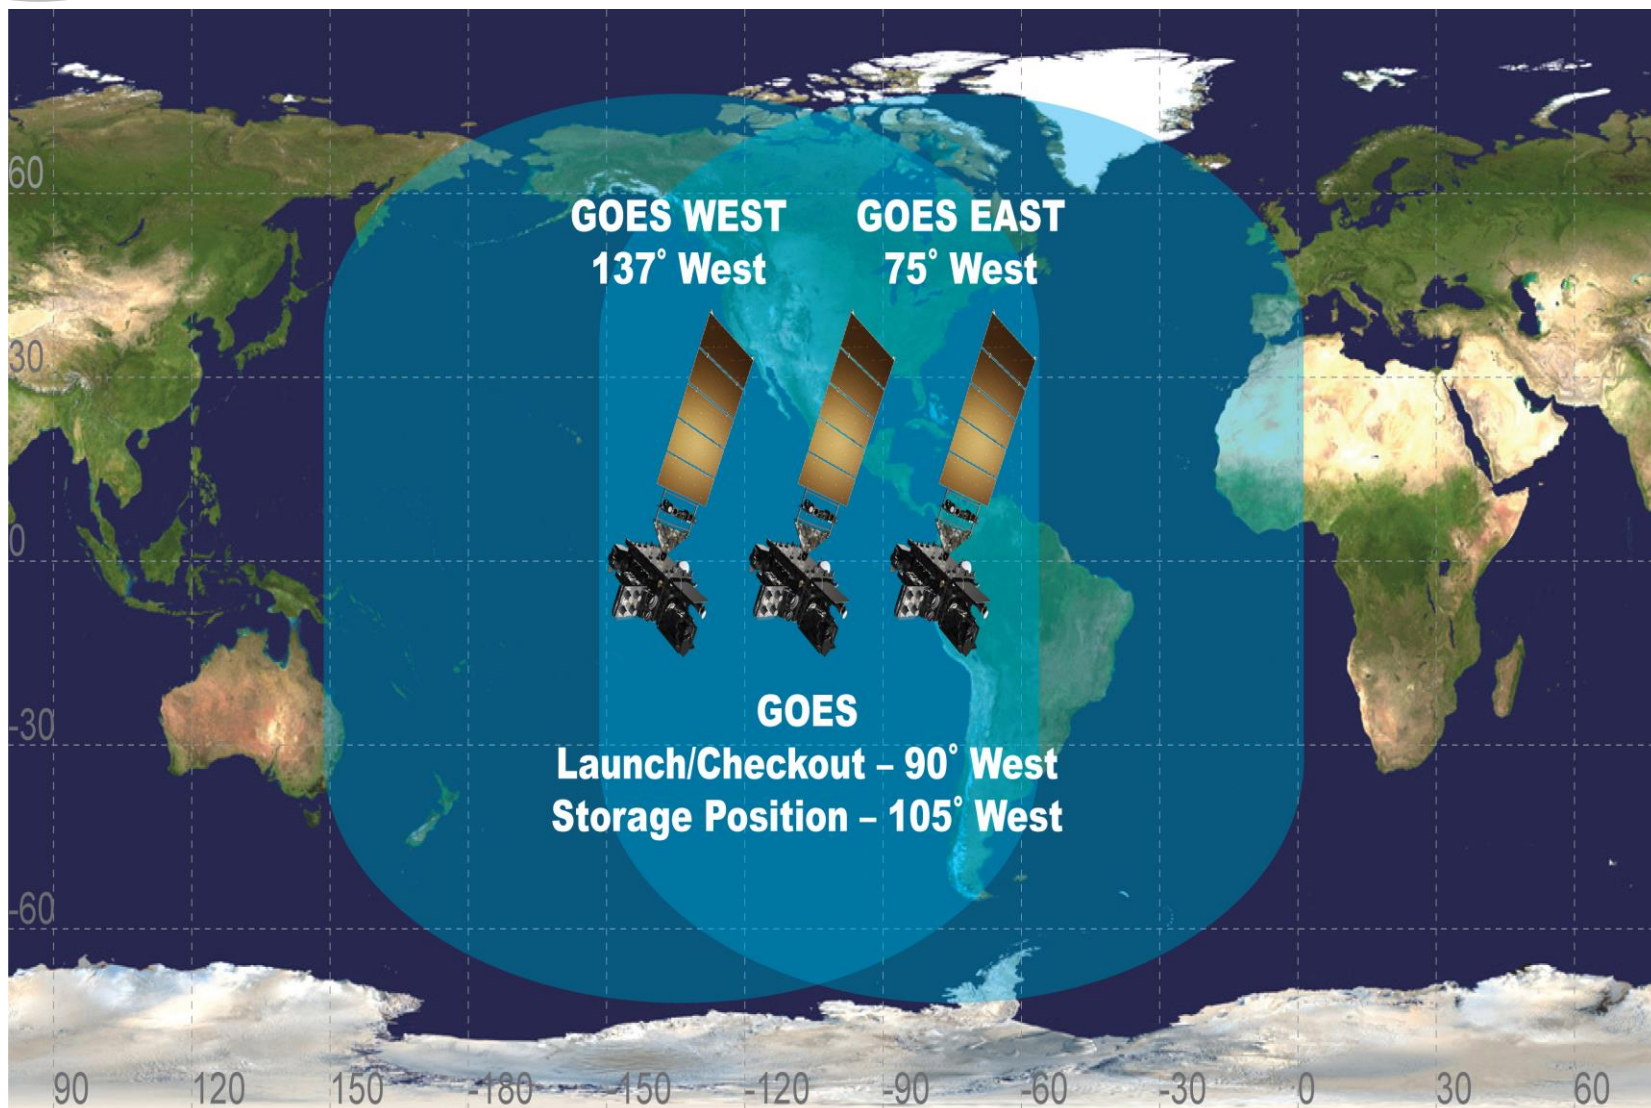 GOES WEST
137° West
GOES EAST
75° West
GOES
Launch/Checkout – 90° West
Storage Position – 105° West
60
30
0
-30
-60
90 120 150 -180 -150 -120 -90 -60 -30 0 30 60